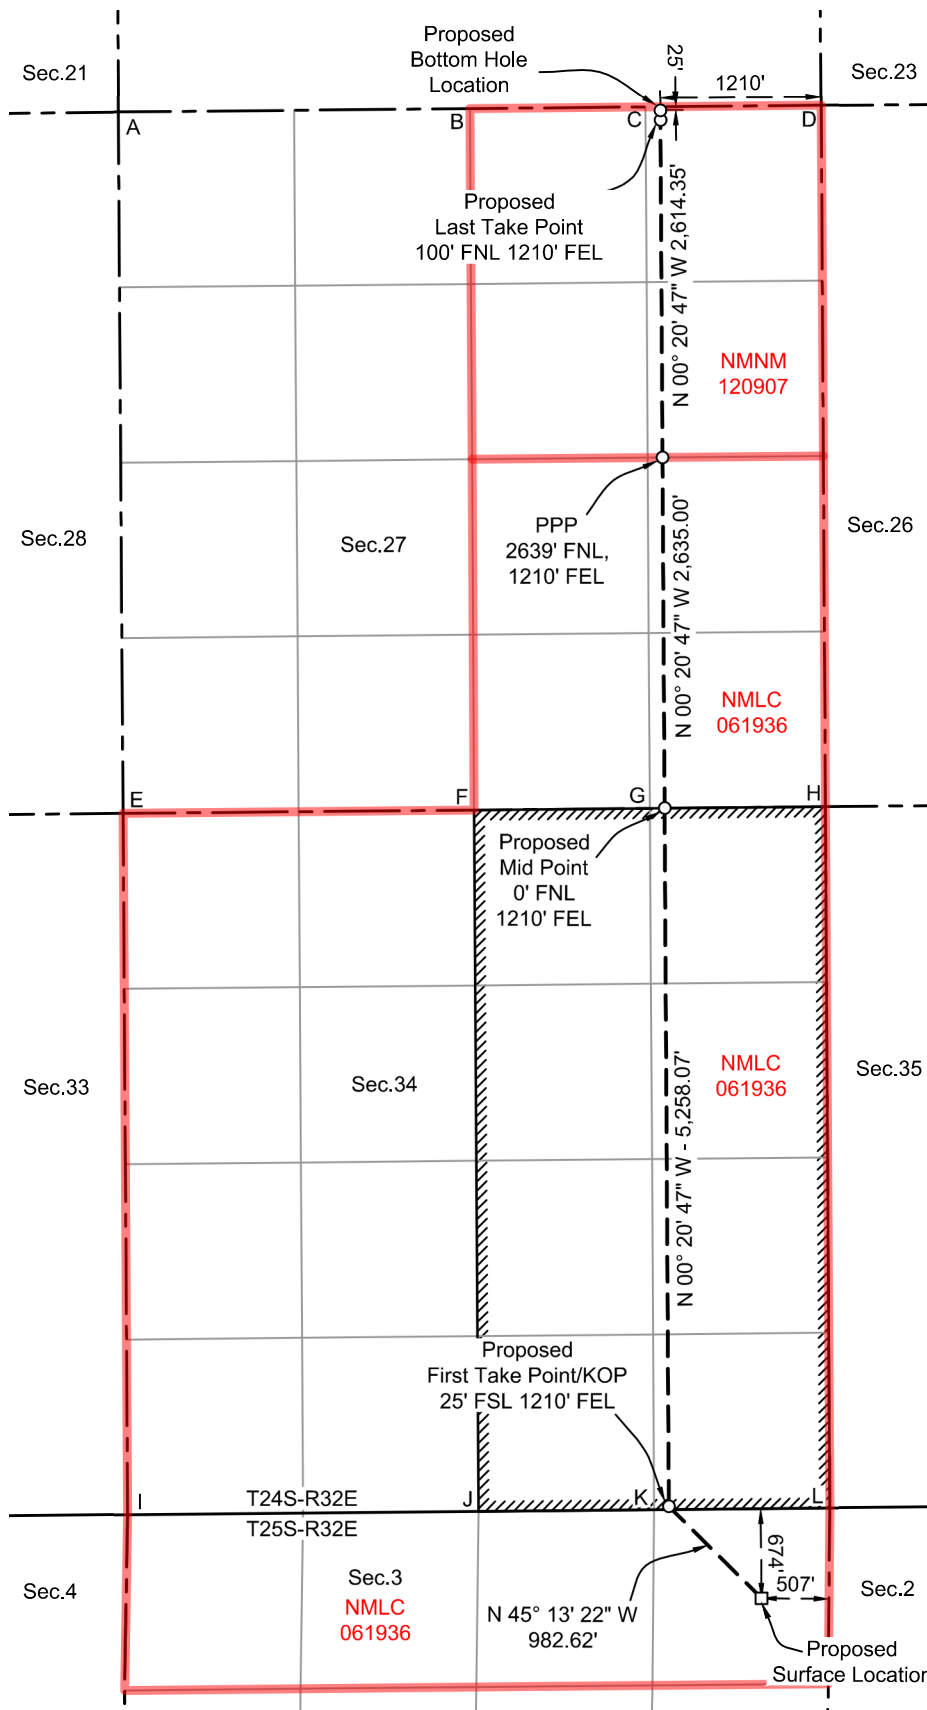 Proposed
Bottom Hole
Location
Sec.21
25'
1210'
Sec.23
A
B
C
D
Proposed
Last Take Point
100' FNL 1210' FEL
N 00° 20' 47" W 2,614.35'
NMNM
120907
PPP
2639' FNL,
1210' FEL
Sec.28
Sec.27
Sec.26
N 00° 20' 47" W 2,635.00'
NMLC
061936
E
F
G
H
Proposed
Mid Point
0' FNL
1210' FEL
Sec.33
Sec.34
NMLC
061936
Sec.35
N 00° 20' 47" W - 5,258.07'
Proposed
First Take Point/KOP
25' FSL 1210' FEL
I
T24S-R32E
J
K
L
T25S-R32E
674'
507'
Sec.4
Sec.3
NMLC
061936
N 45° 13' 22" W
982.62'
Sec.2
Proposed
Surface Location